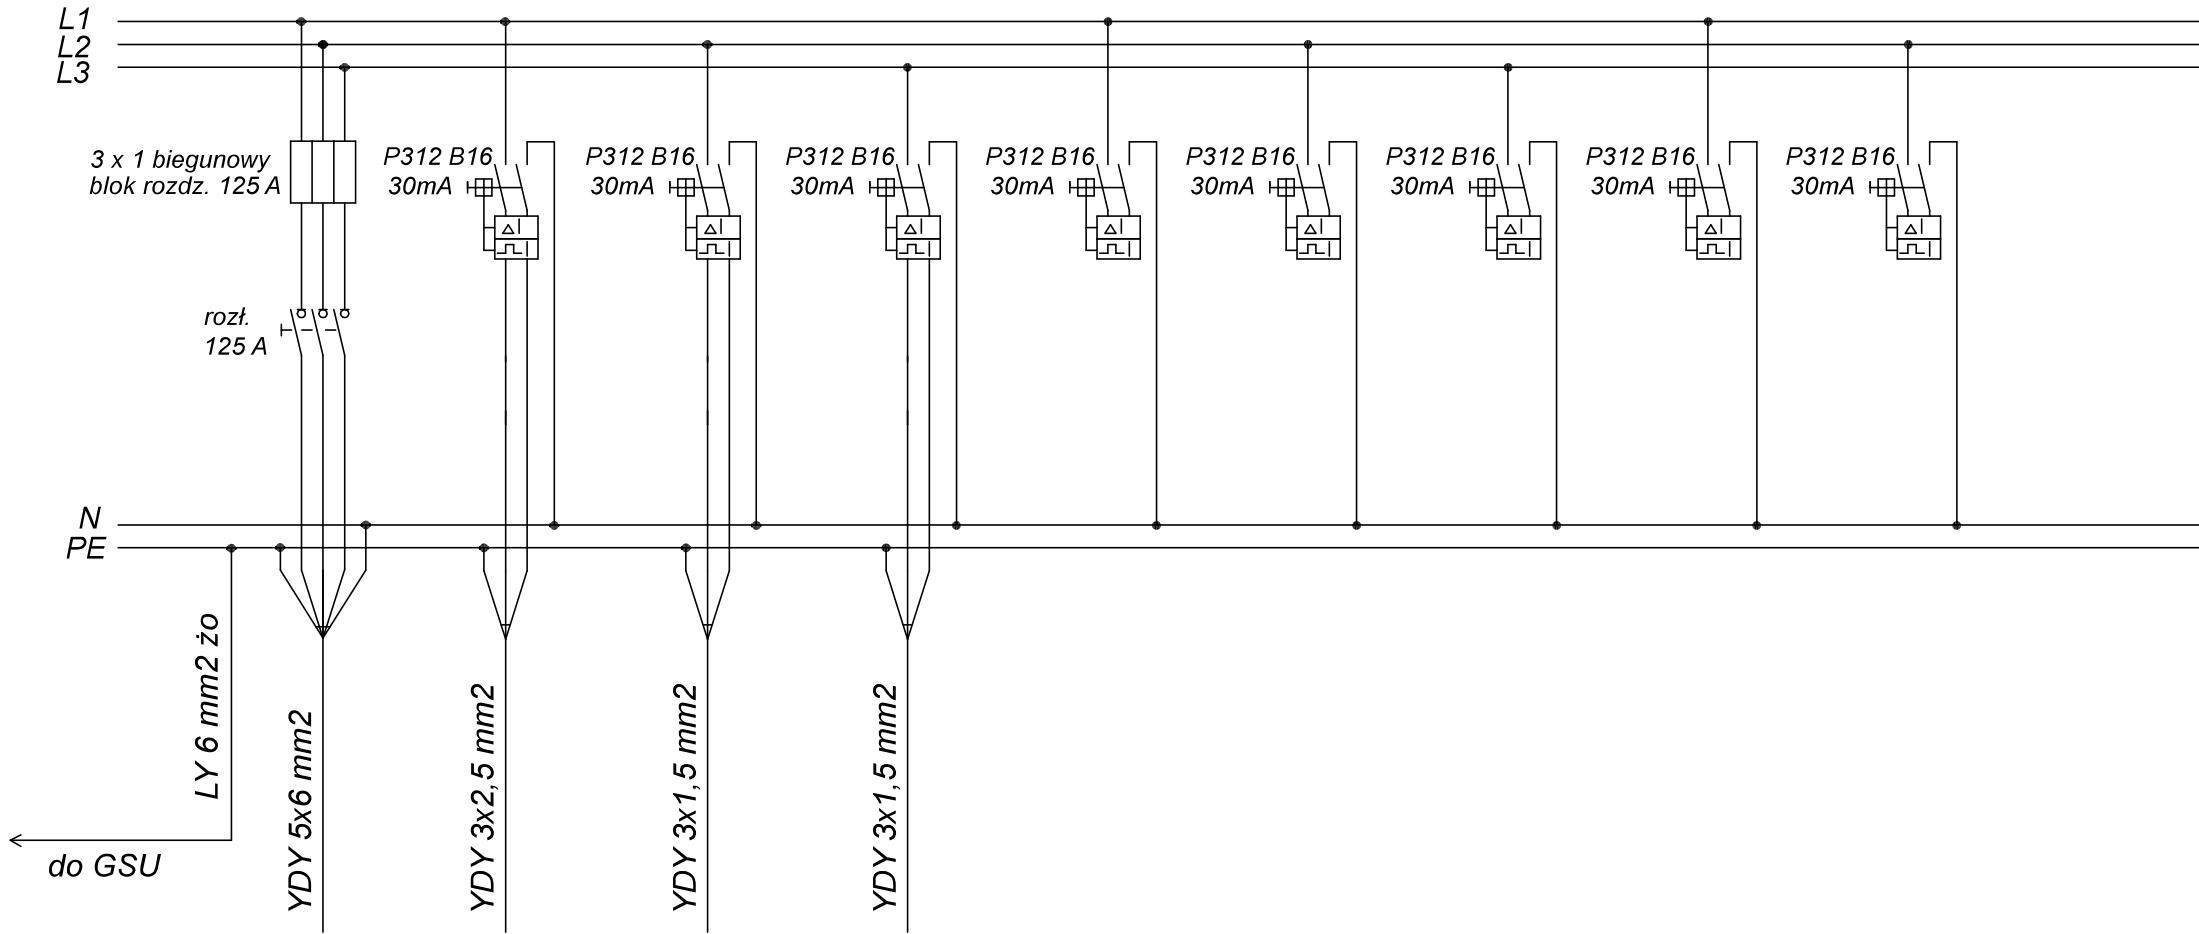 L1
L2
L3
3 x 1 biegunowy
blok rozdz. 125 A
P312 B16
30mA
P312 B16
30mA
P312 B16
30mA
P312 B16
30mA
P312 B16
30mA
P312 B16
30mA
P312 B16
30mA
P312 B16
30mA
rozł.
125 A
N
PE
LY 6 mm2 żo
YDY 5x6 mm2
YDY 3x2,5 mm2
YDY 3x1,5 mm2
YDY 3x1,5 mm2
do GSU